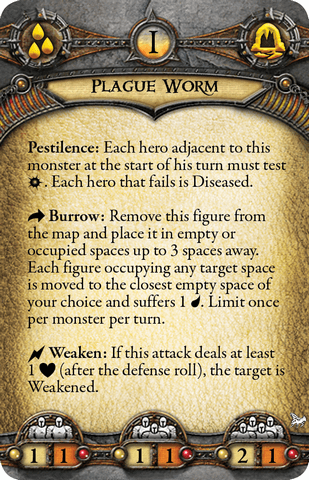 I
Plague Worm
Pestilence: Each hero adjacent to this
monster at the start of his turn must test
. Each hero that fails is Diseased.
Burrow: Remove this figure from
the map and place it in empty or
occupied spaces up to 3 spaces away.
Each figure occupying any target space
is moved to the closest empty space of
your choice and suffers 1 . Limit once
per monster per turn.
Weaken: If this attack deals at least
1 (after the defense roll), the target is
Weakened.
1 1 1 1 2 1